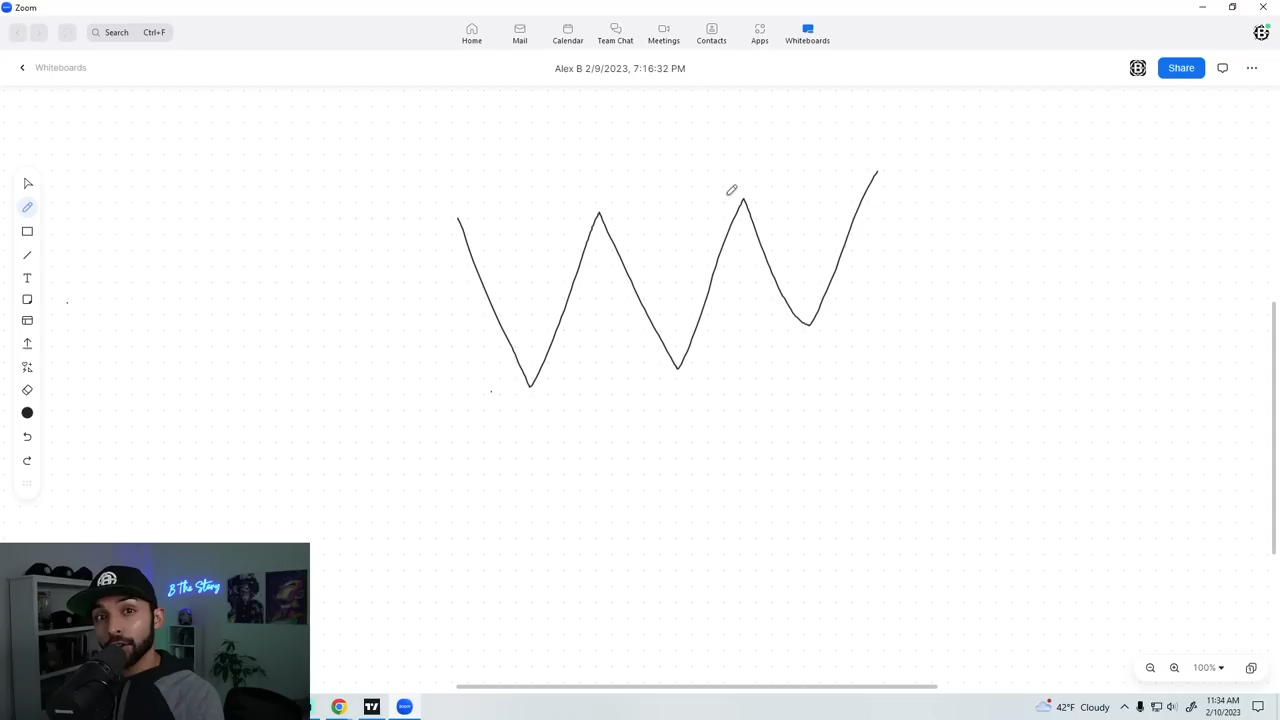 Zoom
Search Ctrl+F
Home
Mail
Calendar
Team Chat
Meetings
Contacts
Apps
Whiteboards
Whiteboards
Alex B 2/9/2023, 7:16:32 PM
Share
T
B The Story
100%
zoom
42°F Cloudy
11:34 AM
2/10/2023